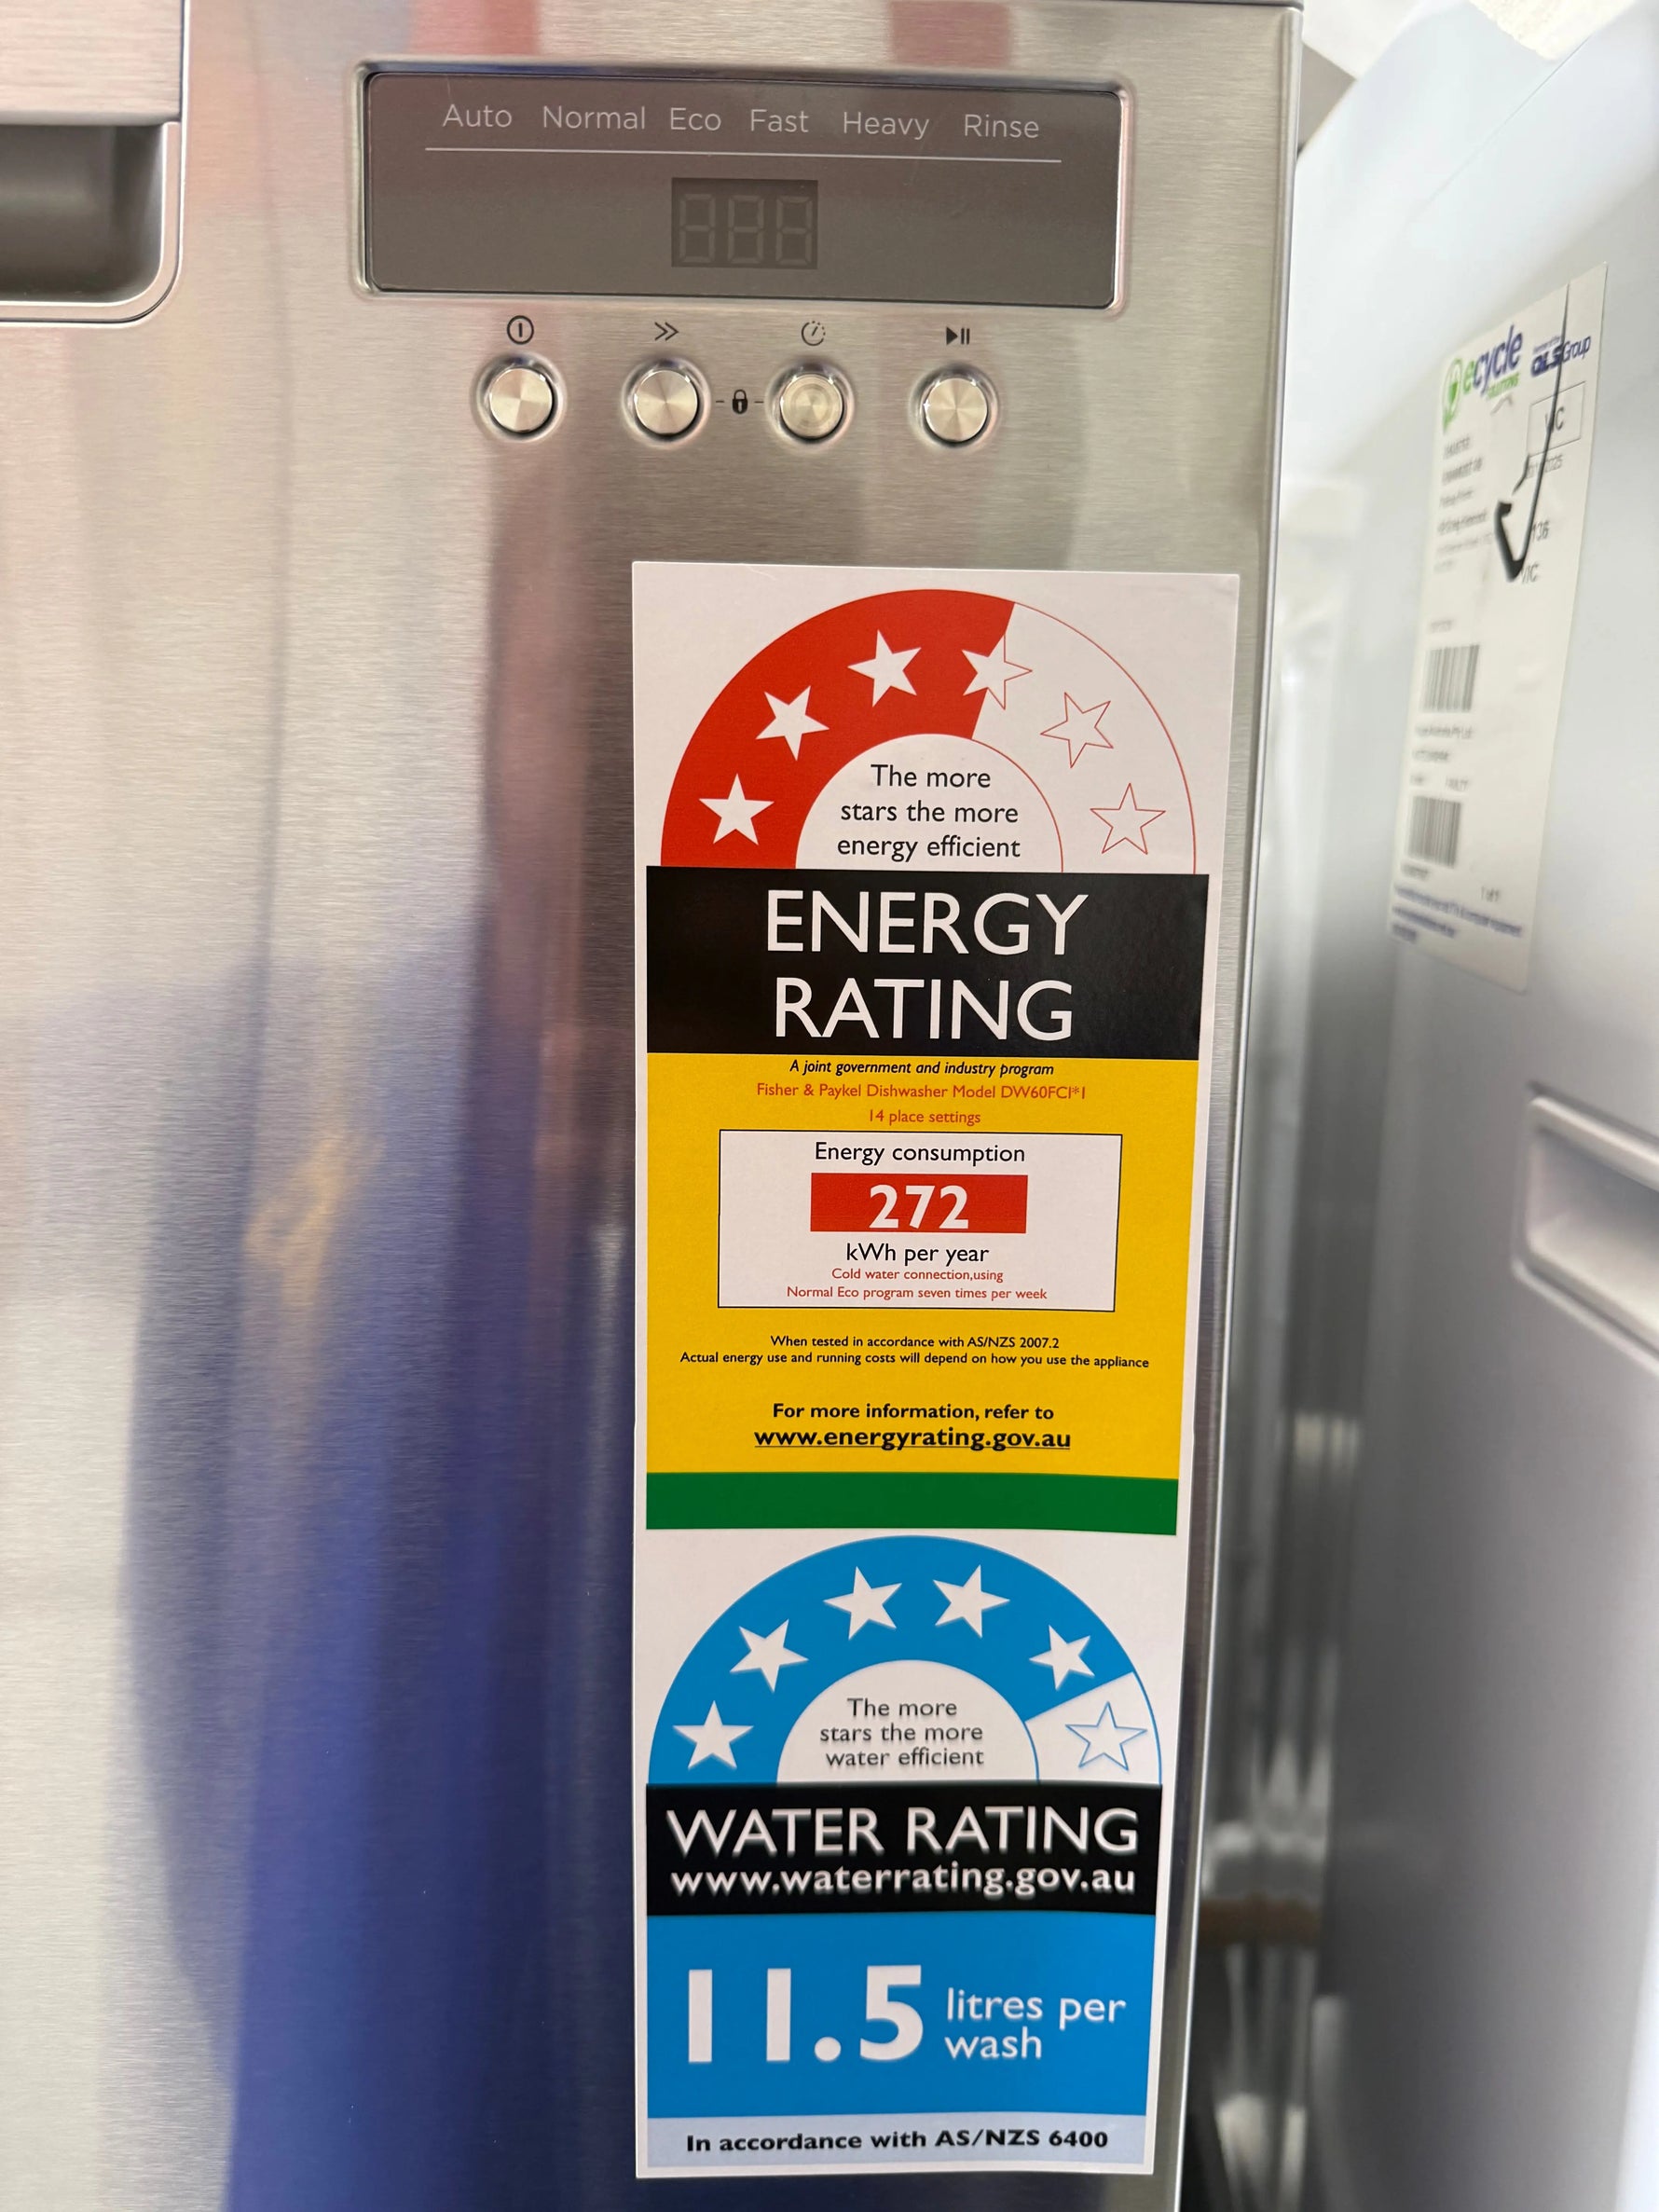 Auto Normal Eco Fast Heavy Rinse
The more
stars the more
energy efficient
ENERGY
RATING
A joint government and industry program
Fisher & Paykel Dishwasher Model DW60FCI*1
14 place settings
Energy consumption
272
kWh per year
Cold water connection,using
Normal Eco program seven times per week
When tested in accordance with AS/NZS 2007.2
Actual energy use and running costs will depend on how you use the appliance
For more information, refer to
www.energyrating.gov.au
The more
stars the more
water efficient
WATER RATING
www.waterrating.gov.au
11.5 litres per
wash
In accordance with AS/NZS 6400
ecycle
Group